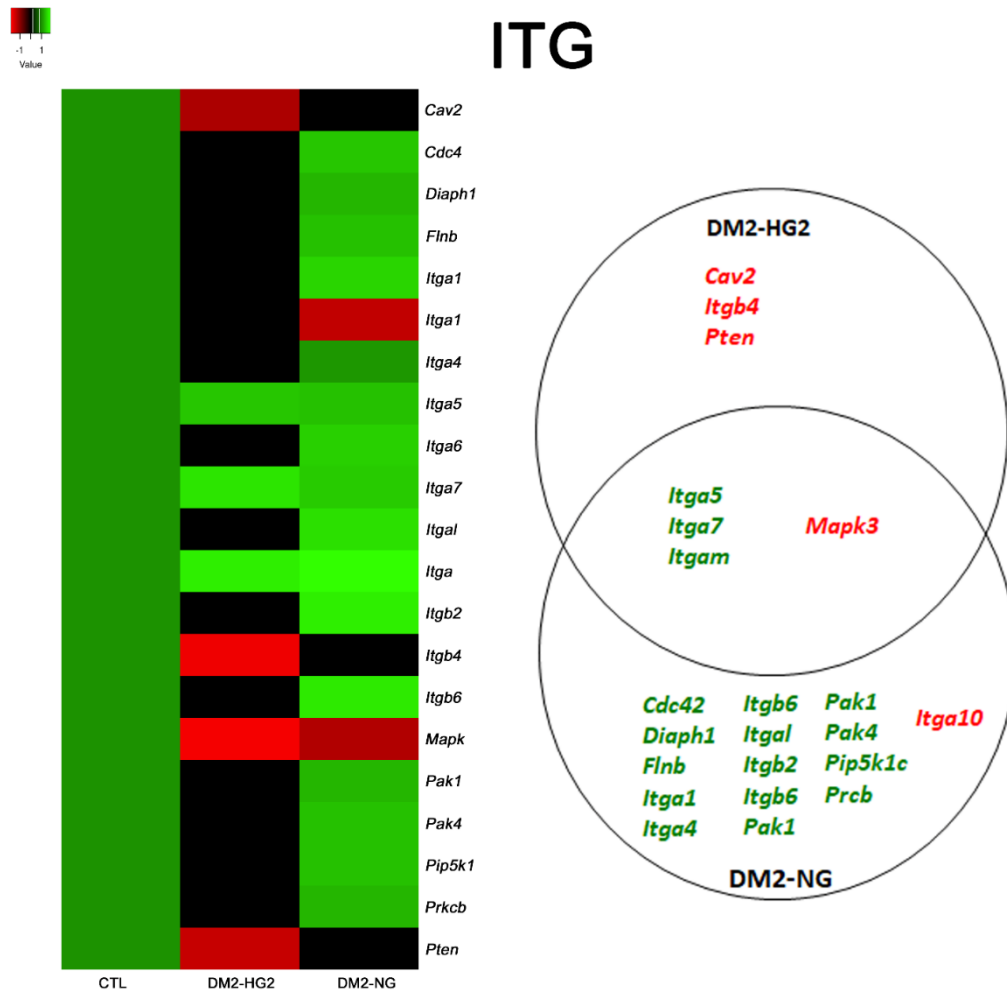 ITG
-1 1
Value
Cav2
Cdc4
Diaph1
Flnb
Itga1
Itga1
Itga4
Itga5
Itga6
Itga7
Itgal
Itga
Itgb2
Itgb4
Itgb6
Mapk
Pak1
Pak4
Pip5k1
Prkcb
Pten
CTL DM2-HG2 DM2-NG
DM2-HG2
Cav2
Itgb4
Pten
Itga5
Itga7
Itgam
Mapk3
Cdc42 Itgb6 Pak1
Itga10
Diaph1 Itgal Pak4
Flnb Itgb2 Pip5k1c
Itga1 Itgb6 Prcb
Itga4 Pak1
DM2-NG